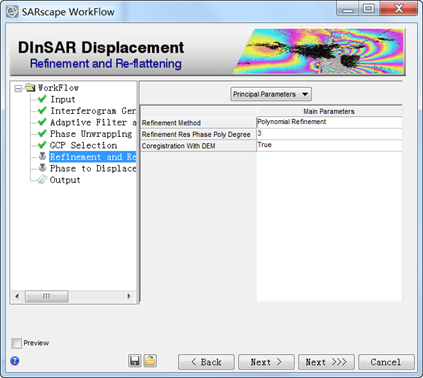 SARscape WorkFlow
DInSAR Displacement
Refinement and Re-flattening
WorkFlow
Input
Interferogram Gen
Adaptive Filter a
Phase Unwrapping
GCP Selection
Refinement and Re
Phase to Displace
Output
Principal Parameters
Main Parameters
Refinement Method Polynomial Refinement
Refinement Res Phase Poly Degree 3
Coregistration With DEM True
Preview
< Back Next > Next >>> Cancel